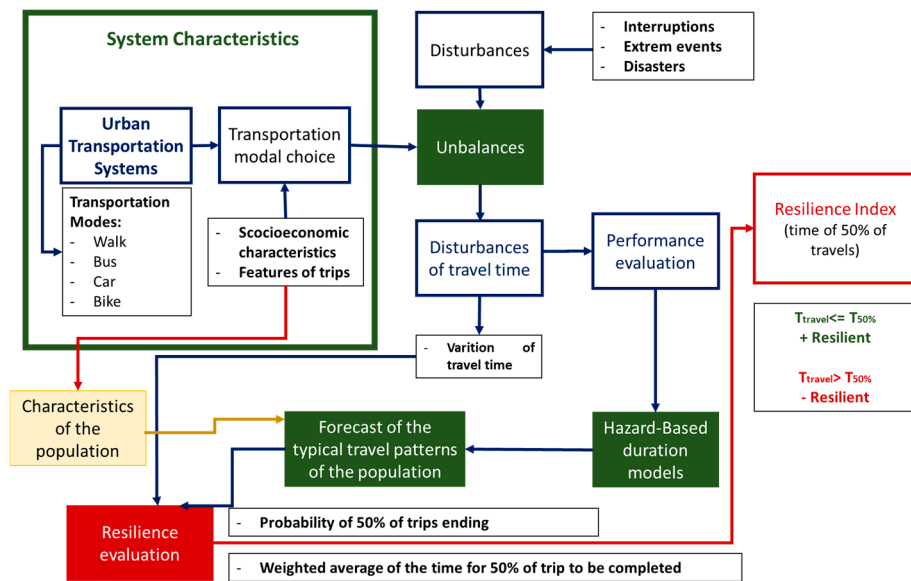 System Characteristics
Urban
Transportation
Systems
Transportation
modal choice
Transportation
Modes:
- Walk
- Bus
- Car
- Bike
- Scocioeconomic
characteristics
- Features of trips
Disturbances
- Interruptions
- Extrem events
- Disasters
Unbalances
Disturbances
of travel time
Performance
evaluation
Resilience Index
(time of 50% of
travels)
Ttravel<= T50%
+ Resilient
Ttravel> T50%
- Resilient
- Varition of
travel time
Characteristics
of the
population
Forecast of the
typical travel patterns
of the population
Hazard-Based
duration
models
Resilience
evaluation
- Probability of 50% of trips ending
- Weighted average of the time for 50% of trip to be completed